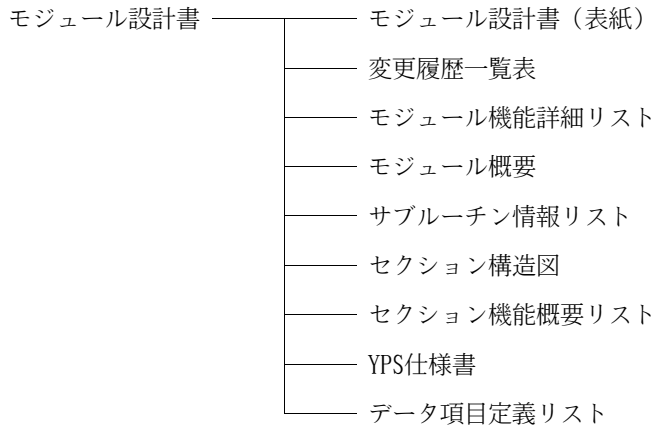 モジュール設計書
モジュール設計書（表紙）
変更履歴一覧表
モジュール機能詳細リスト
モジュール概要
サブルーチン情報リスト
セクション構造図
セクション機能概要リスト
YPS仕様書
データ項目定義リスト